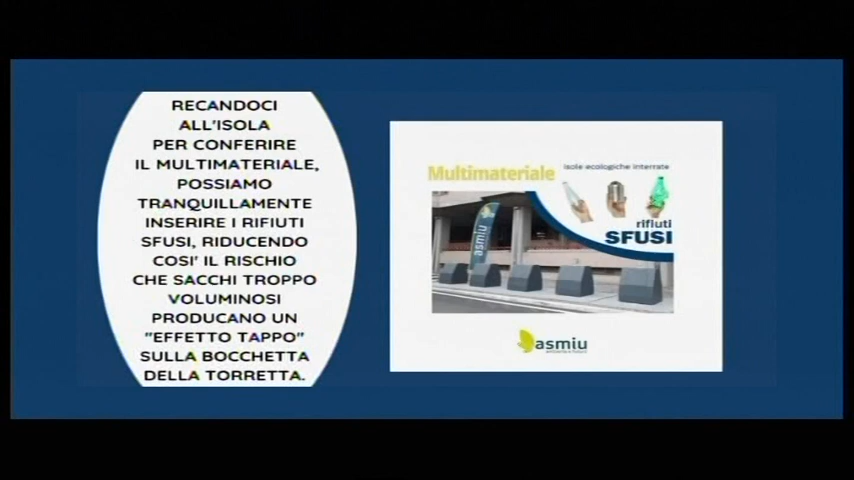 RECANDOCI
ALL'ISOLA
PER CONFERIRE
IL MULTIMATERIALE,
POSSIAMO
TRANQUILLAMENTE
INSERIRE I RIFIUTI
SFUSI, RIDUCENDO
COSI' IL RISCHIO
CHE SACCHI TROPPO
VOLUMINOSI
PRODUCANO UN
"EFFETTO TAPPO"
SULLA BOCCHETTA
DELLA TORRETTA.
Multimateriale
isole ecologiche interrate
rifiuti
SFUSI
asmiu
asmiu